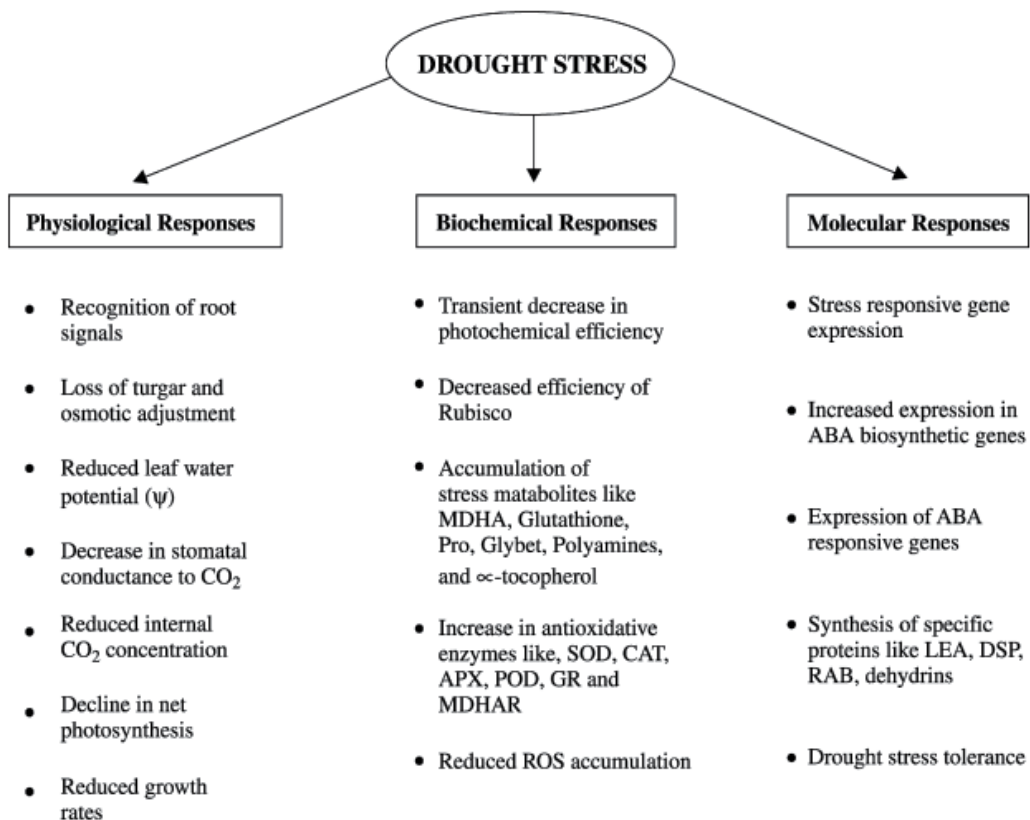 DROUGHT STRESS
Physiological Responses
• Recognition of root
signals
• Loss of turgar and
osmotic adjustment
• Reduced leaf water
potential (ψ)
• Decrease in stomatal
conductance to CO₂
• Reduced internal
CO₂ concentration
• Decline in net
photosynthesis
• Reduced growth
rates
Biochemical Responses
• Transient decrease in
photochemical efficiency
• Decreased efficiency of
Rubisco
• Accumulation of
stress matabolites like
MDHA, Glutathione,
Pro, Glybet, Polyamines,
and ∝-tocopherol
• Increase in antioxidative
enzymes like, SOD, CAT,
APX, POD, GR and
MDHAR
• Reduced ROS accumulation
Molecular Responses
• Stress responsive gene
expression
• Increased expression in
ABA biosynthetic genes
• Expression of ABA
responsive genes
• Synthesis of specific
proteins like LEA, DSP,
RAB, dehydrins
• Drought stress tolerance